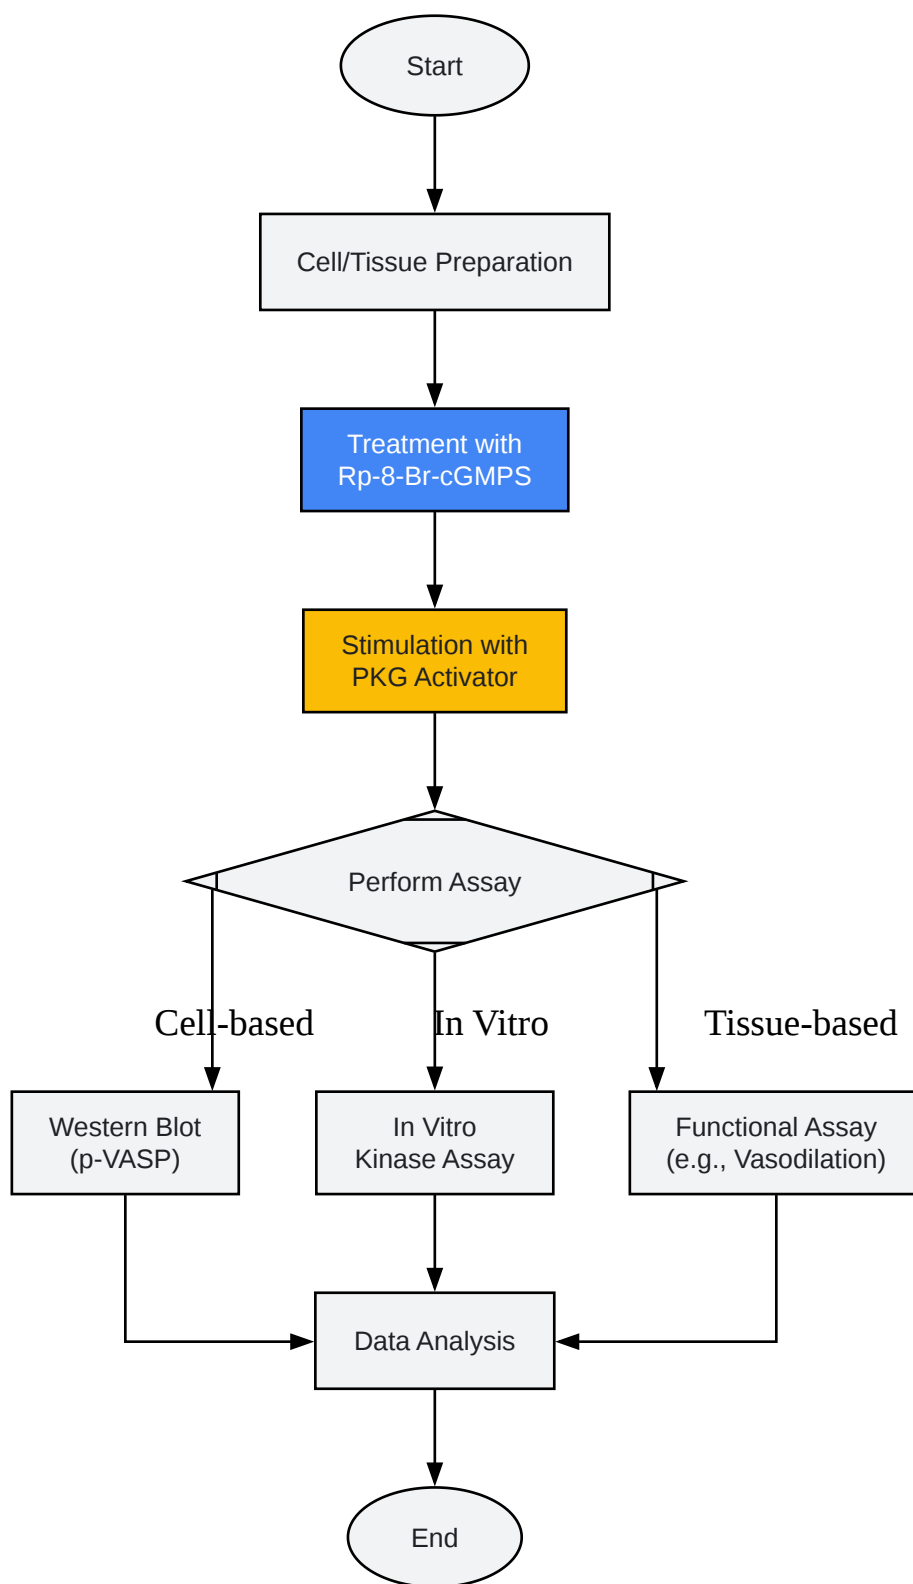 Start
Cell/Tissue Preparation
Treatment with
Rp-8-Br-cGMPS
Stimulation with
PKG Activator
Perform Assay
Cell-based
In Vitro
Tissue-based
Western Blot
(p-VASP)
In Vitro
Kinase Assay
Functional Assay
(e.g., Vasodilation)
Data Analysis
End